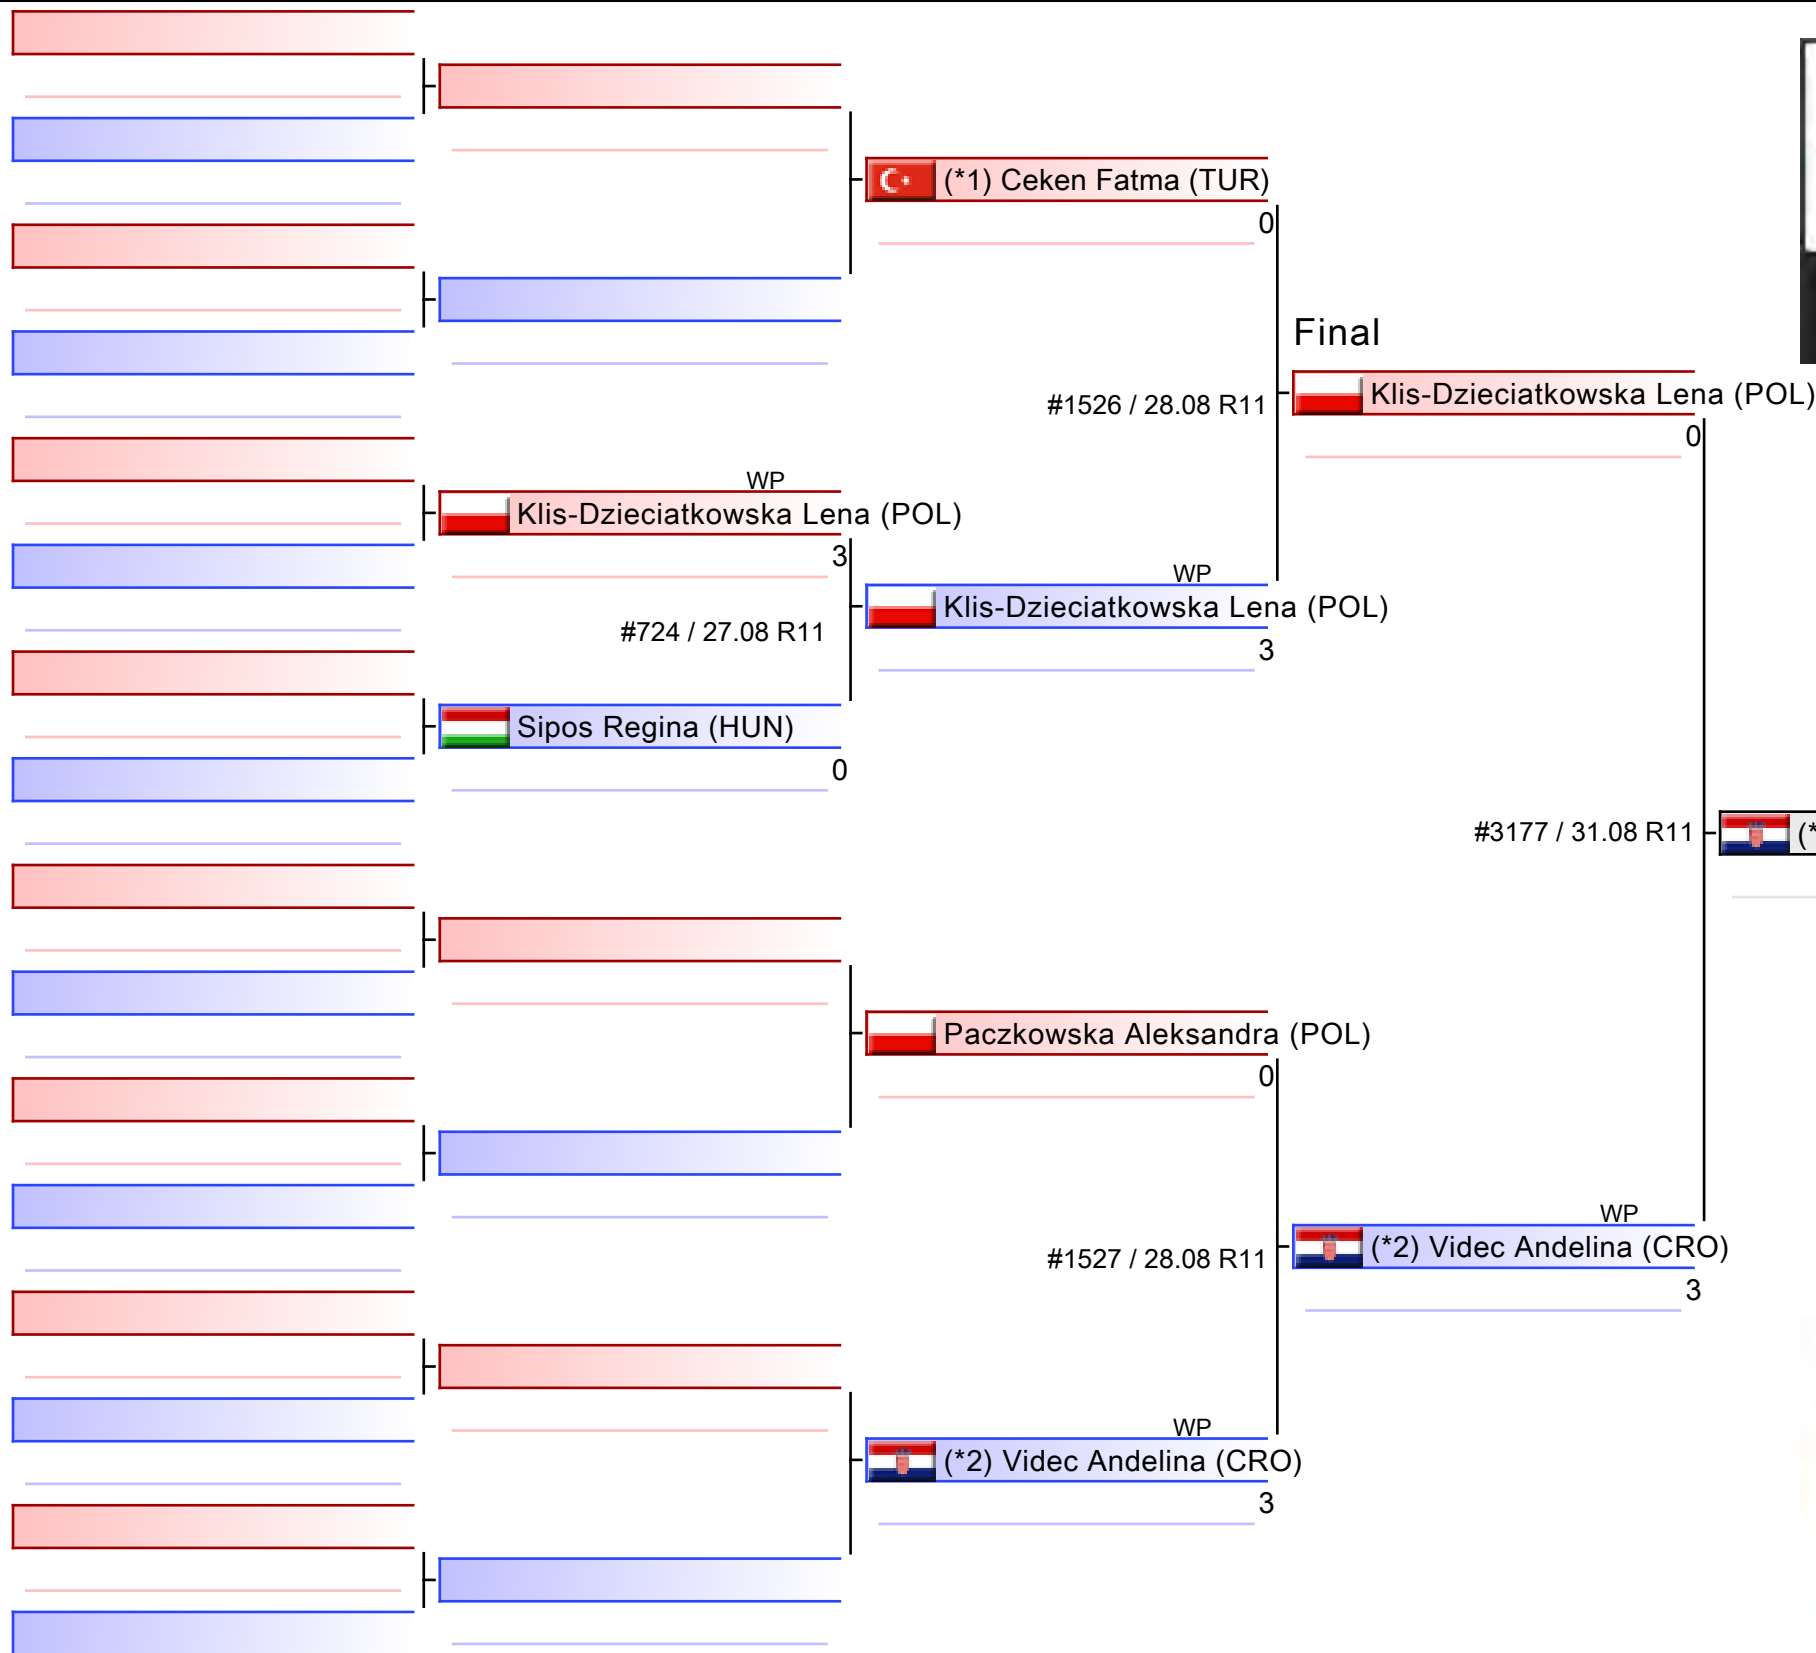 (*1) Ceken Fatma (TUR)
0
Final
Klis-Dzieciatkowska Lena (POL)
0
#1526 / 28.08 R11
WP
Klis-Dzieciatkowska Lena (POL)
3
WP
Klis-Dzieciatkowska Lena (POL)
3
#724 / 27.08 R11
Sipos Regina (HUN)
0
#3177 / 31.08 R11
(*
Paczkowska Aleksandra (POL)
0
WP
(*2) Videc Andelina (CRO)
3
#1527 / 28.08 R11
WP
(*2) Videc Andelina (CRO)
3